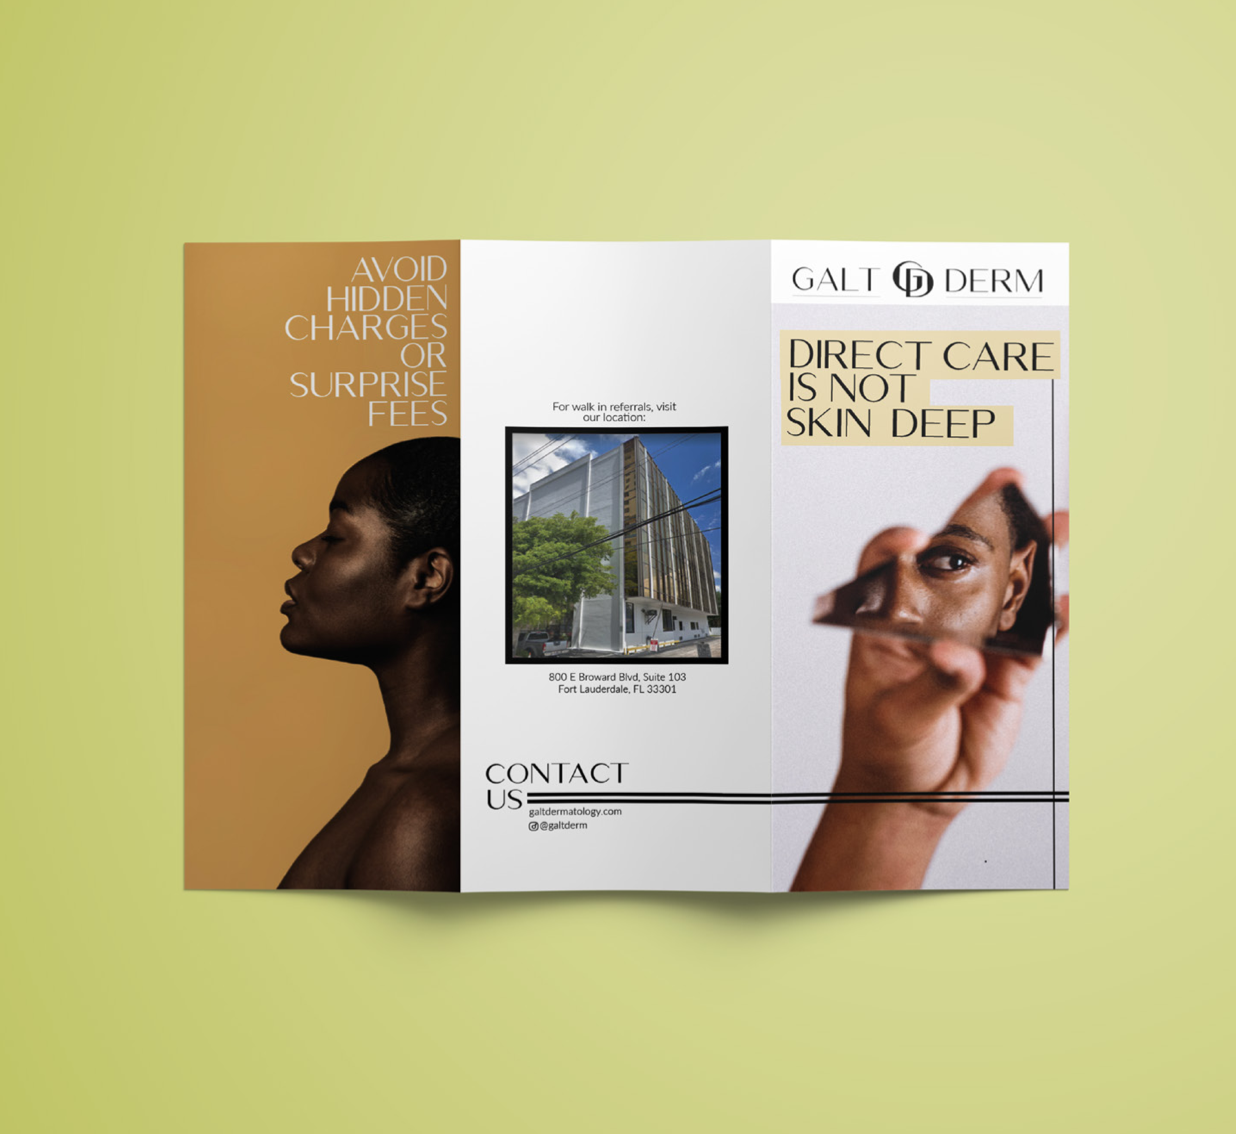 AVOID
HIDDEN
CHARGES
OR
SURPRISE
FEES
For walk in referrals, visit
our location:
800 E Broward Blvd, Suite 103
Fort Lauderdale, FL 33301
CONTACT
US
galtdermatology.com
@galtderm
GALT GD DERM
DIRECT CARE
IS NOT
SKIN DEEP